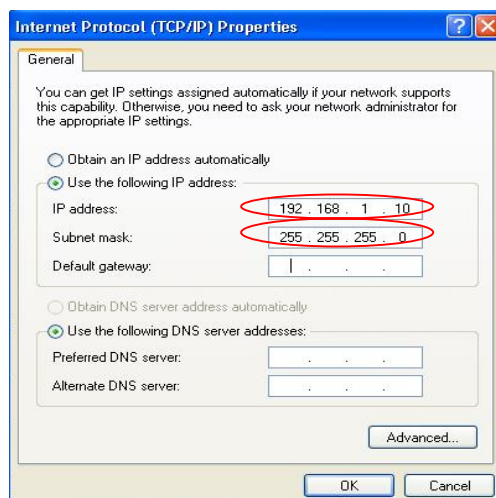 Internet Protocol (TCP/IP) Properties
General
You can get IP settings assigned automatically if your network supports
this capability. Otherwise, you need to ask your network administrator for
the appropriate IP settings.
Obtain an IP address automatically
Use the following IP address:
IP address: 192 . 168 . 1 . 10
Subnet mask: 255 . 255 . 255 . 0
Default gateway: . . .
Obtain DNS server address automatically
Use the following DNS server addresses:
Preferred DNS server: . . .
Alternate DNS server: . . .
Advanced...
OK Cancel